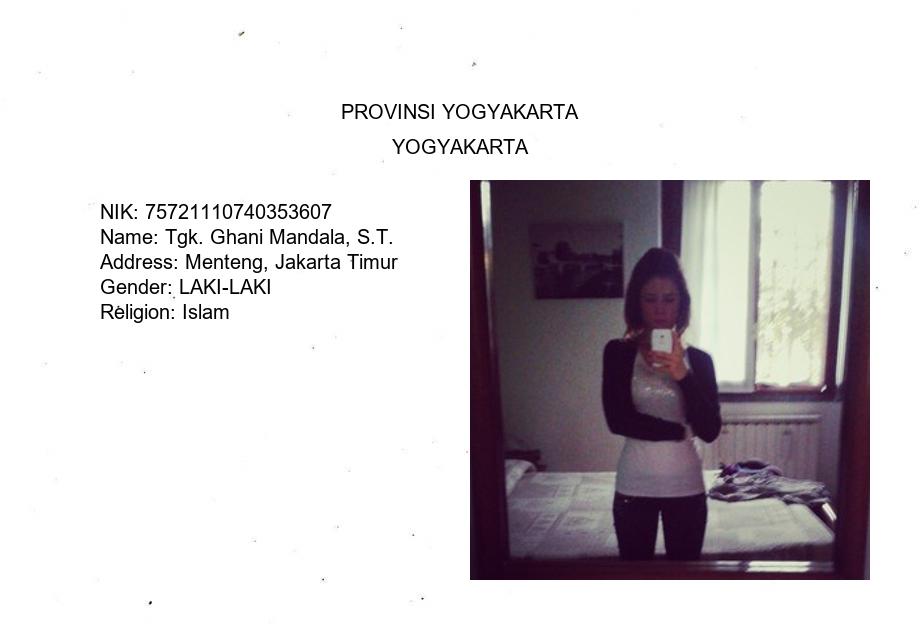 PROVINSI YOGYAKARTA
YOGYAKARTA
NIK: 75721110740353607
Name: Tgk. Ghani Mandala, S.T.
Address: Menteng, Jakarta Timur
Gender: LAKI-LAKI
Religion: Islam